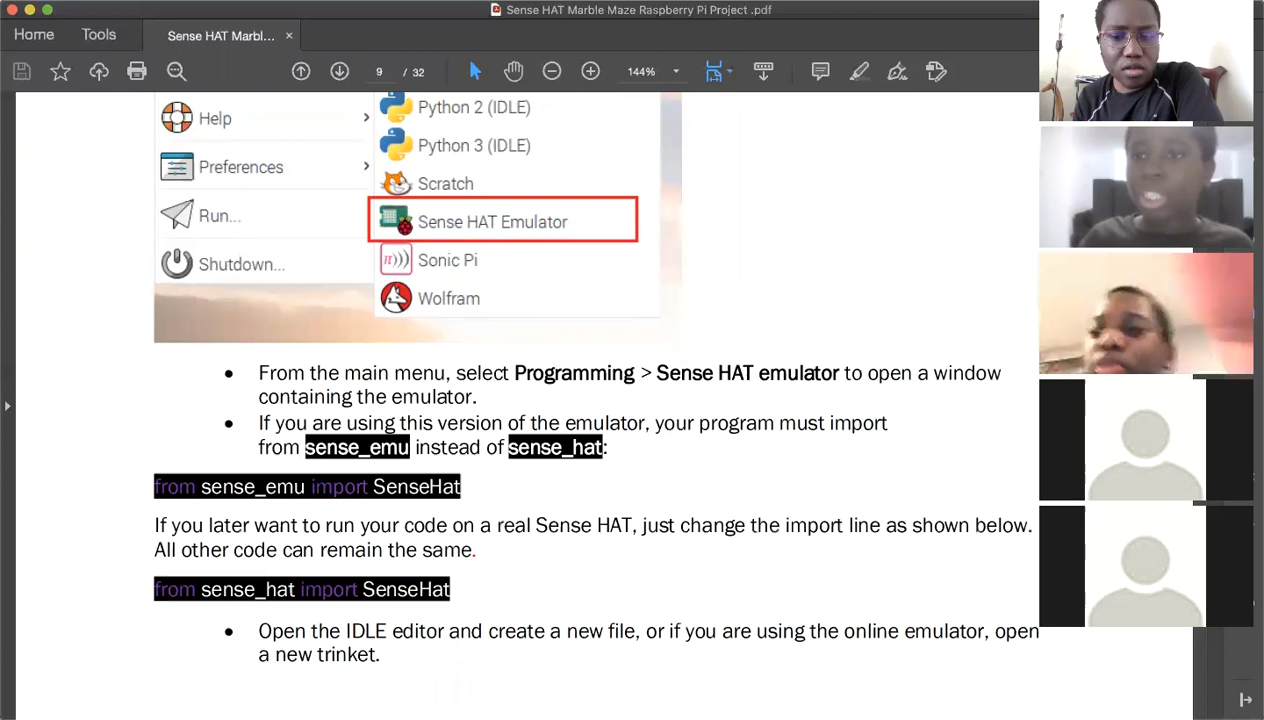 Sense HAT Marble Maze Raspberry Pi Project .pdf
Home Tools Sense HAT Marbl... ×
9 / 32 144%
Help
Preferences
Run...
Shutdown...
Python 2 (IDLE)
Python 3 (IDLE)
Scratch
Sense HAT Emulator
Sonic Pi
Wolfram
• From the main menu, select Programming > Sense HAT emulator to open a window
containing the emulator.
• If you are using this version of the emulator, your program must import
from sense_emu instead of sense_hat:
from sense_emu import SenseHat
If you later want to run your code on a real Sense HAT, just change the import line as shown below.
All other code can remain the same.
from sense_hat import SenseHat
• Open the IDLE editor and create a new file, or if you are using the online emulator, open
a new trinket.